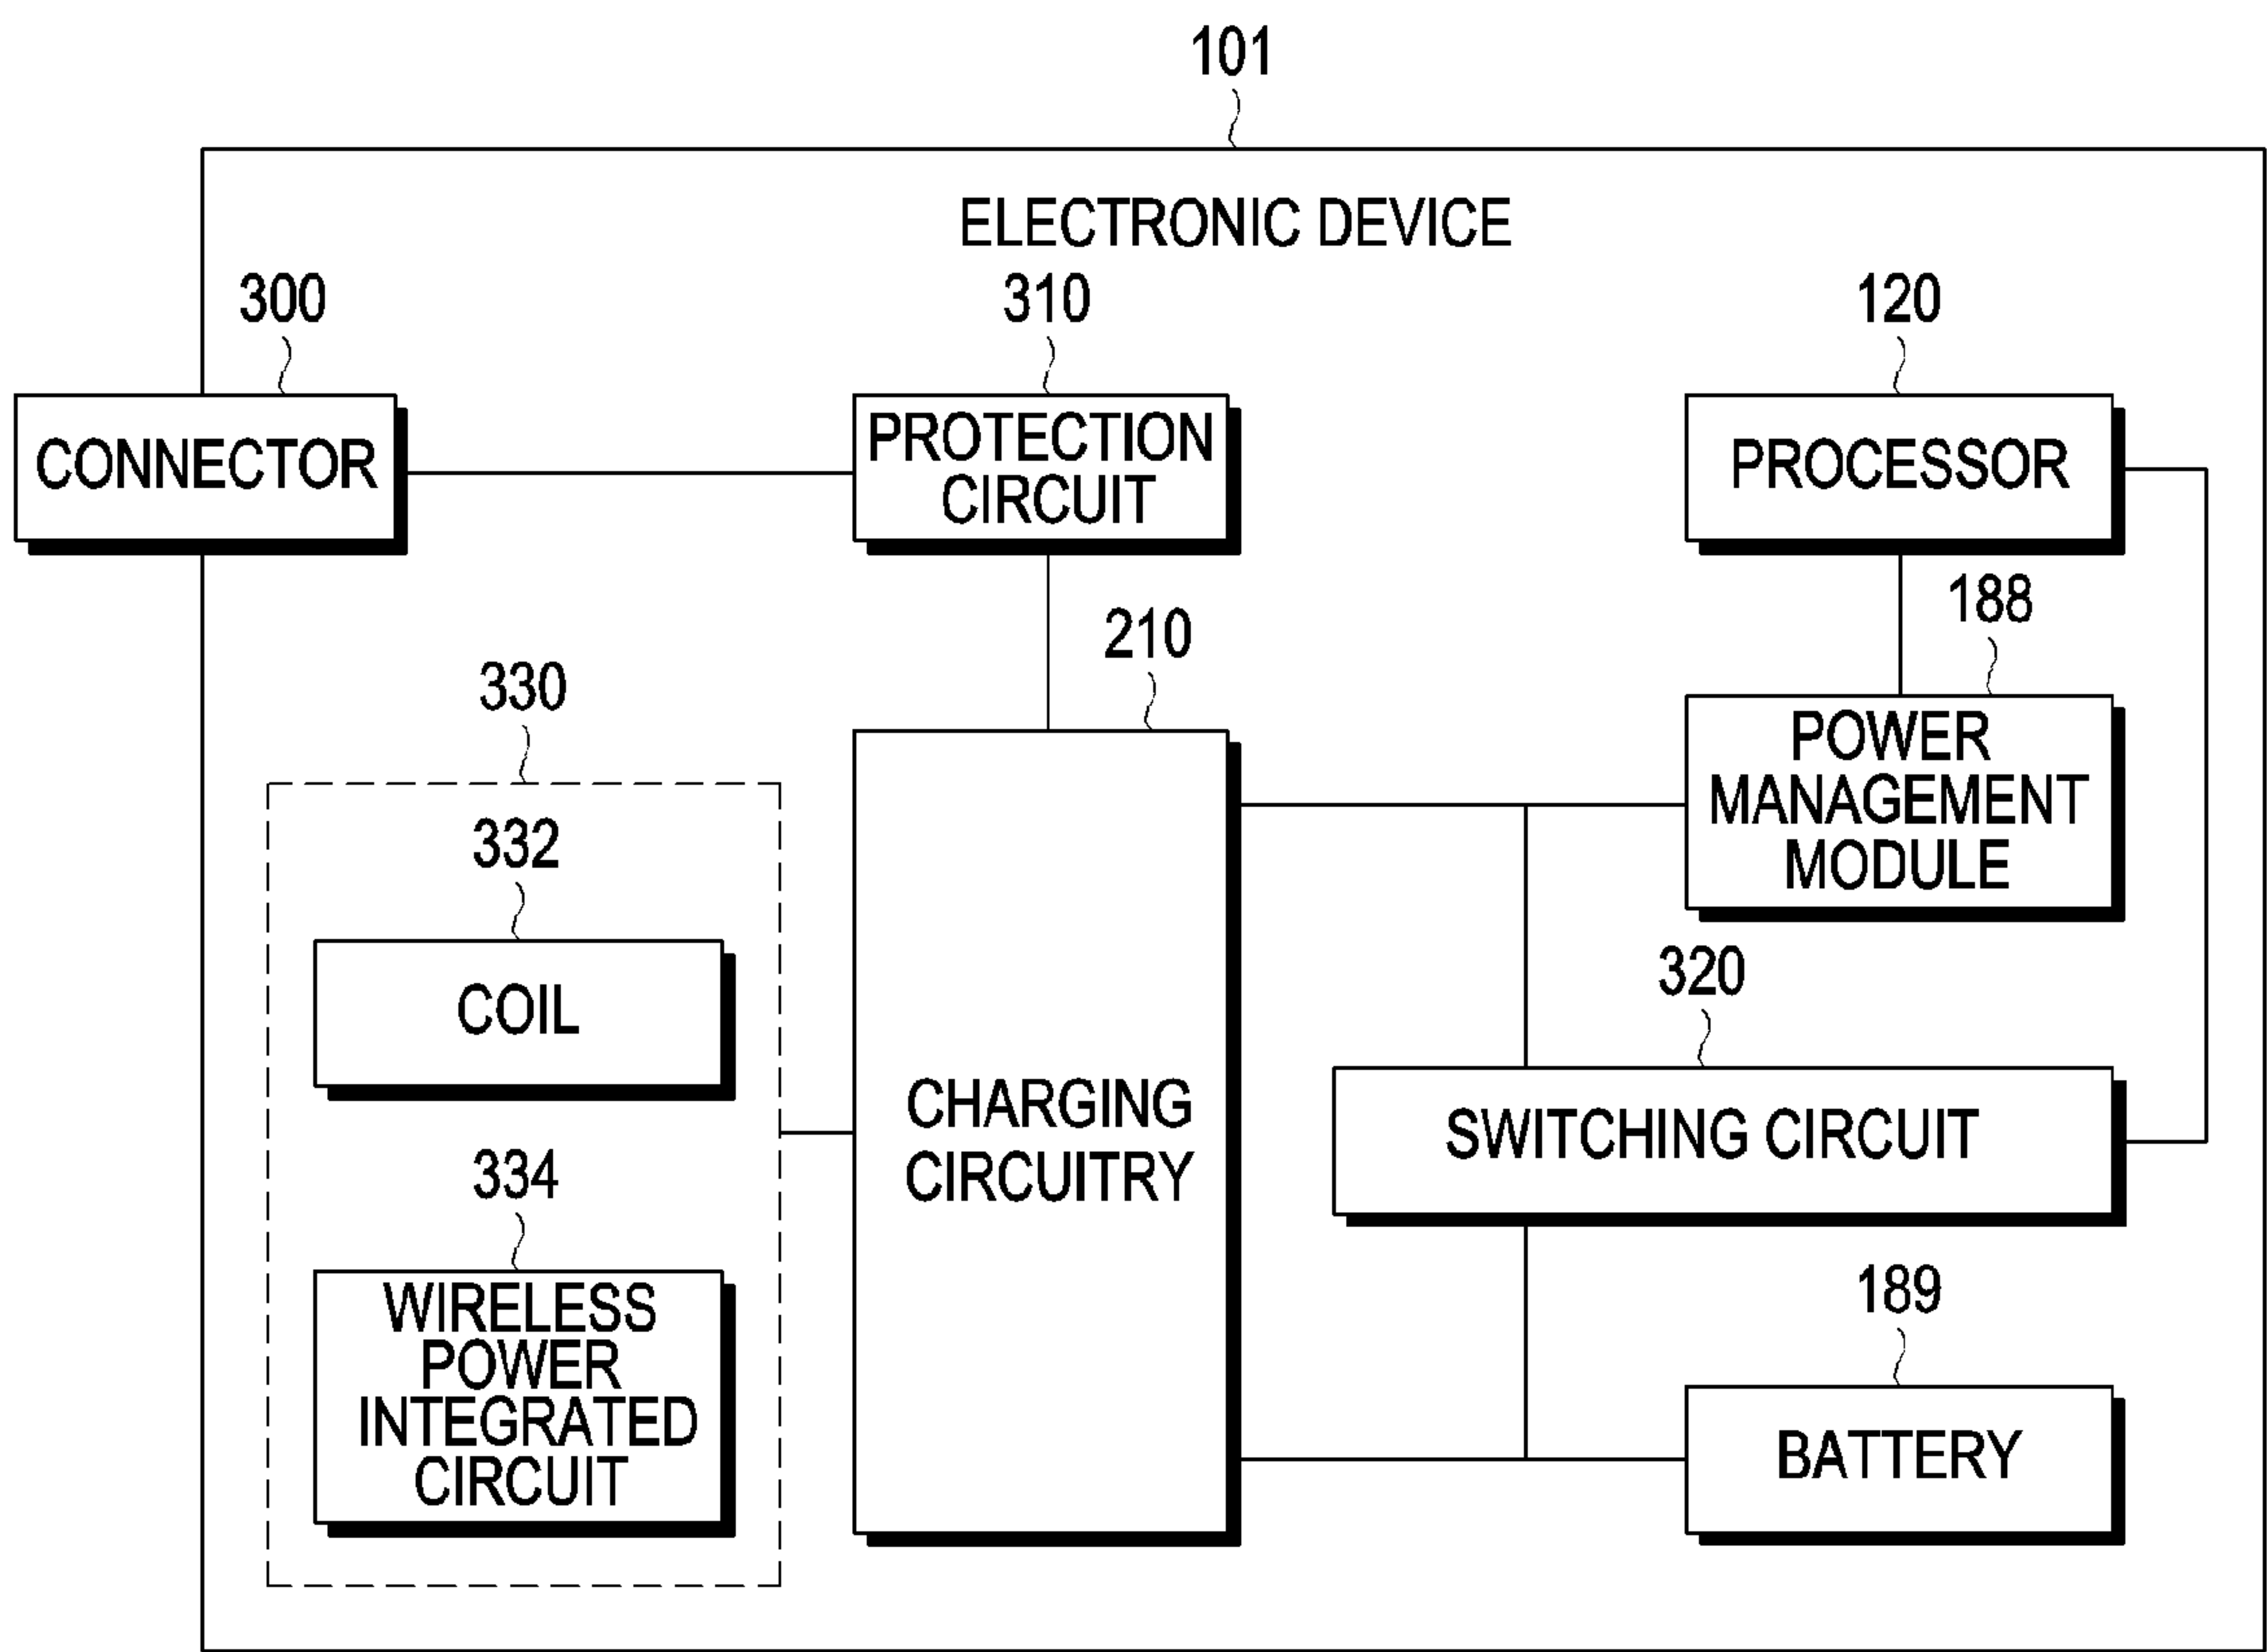 101
ELECTRONIC DEVICE
300
310
120
CONNECTOR
PROTECTION
CIRCUIT
PROCESSOR
188
210
330
POWER
MANAGEMENT
MODULE
332
COIL
320
CHARGING
CIRCUITRY
SWITCHING CIRCUIT
334
WIRELESS
POWER
INTEGRATED
CIRCUIT
189
BATTERY